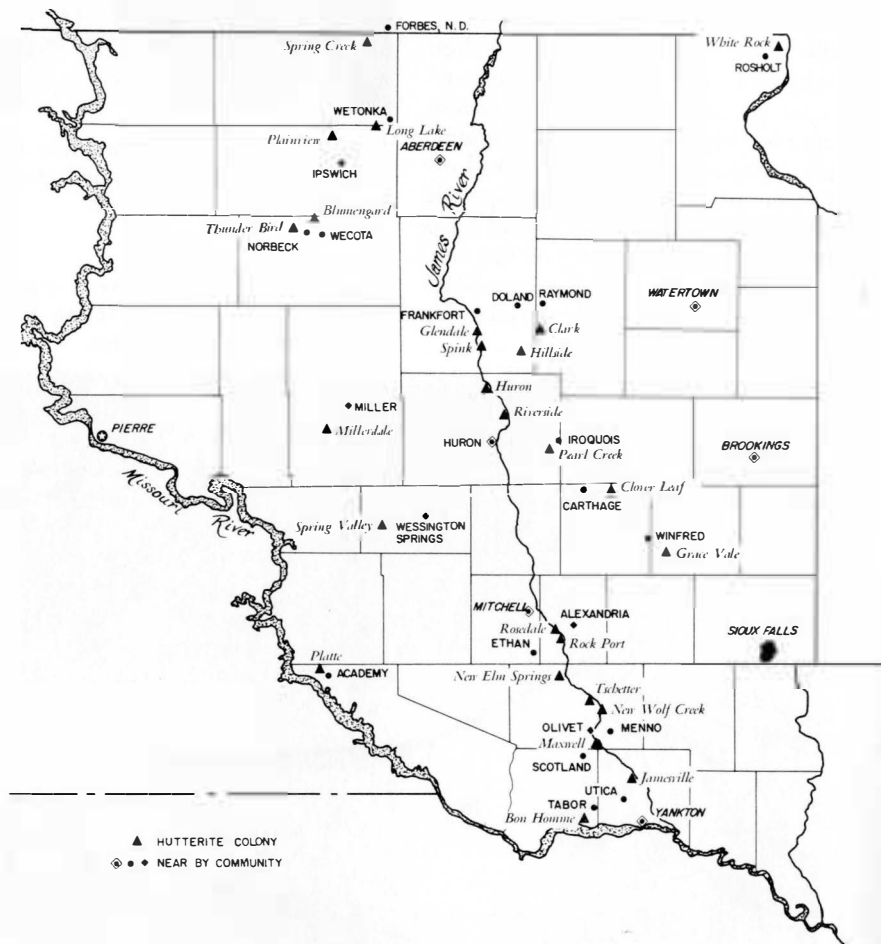 FORBES, N.D.
Spring Creek
White Rock
ROSHOLT
WETONKA
Long Lake
Plainview
ABERDEEN
IPSWICH
James River
Blumengard
Thunder Bird
NORBECK
WECOTA
DOLAND
RAYMOND
WATERTOWN
FRANKFORT
Glendale
Clark
Spink
Hillside
Huron
MILLER
Riverside
Millerdale
PIERRE
HURON
IROQUOIS
Pearl Creek
BROOKINGS
Missouri River
Clover Leaf
CARTHAGE
Spring Valley
WESSINGTON
SPRINGS
WINFRED
Grace Vale
MITCHELL
ALEXANDRIA
Rosedale
Rock Port
ETHAN
SIOUX FALLS
Platte
ACADEMY
New Elm Springs
Tschetter
New Wolf Creek
OLIVET
MENNO
Maxwell
SCOTLAND
Jamesville
UTICA
TABOR
Bon Homme
YANKTON
HUTTERITE COLONY
NEAR BY COMMUNITY